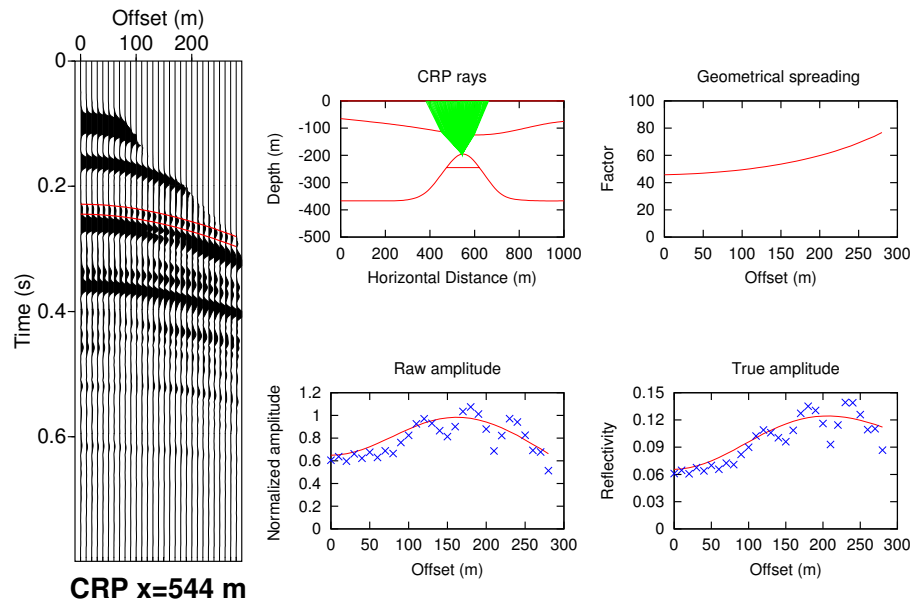 Offset (m)
0 100 200
0
0.2
0.4
0.6
Time (s)
CRP x=544 m
CRP rays
0
-100
-200
-300
-400
-500
Depth (m)
0 200 400 600 800 1000
Horizontal Distance (m)
Geometrical spreading
100
80
60
40
20
0
Factor
0 50 100 150 200 250 300
Offset (m)
Raw amplitude
1.2
1
0.8
0.6
0.4
0.2
0
Normalized amplitude
0 50 100 150 200 250 300
Offset (m)
True amplitude
0.15
0.12
0.09
0.06
0.03
0
Reflectivity
0 50 100 150 200 250 300
Offset (m)